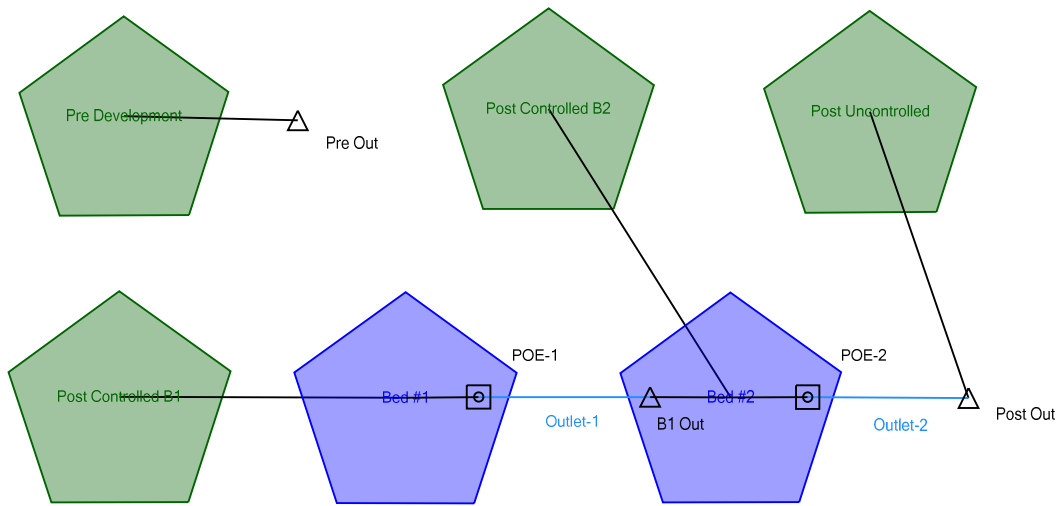 Pre Development
Pre Out
Post Controlled B2
Post Uncontrolled
Post Controlled B1
Bed #1
POE-1
Outlet-1
Bed #2
B1 Out
POE-2
Outlet-2
Post Out